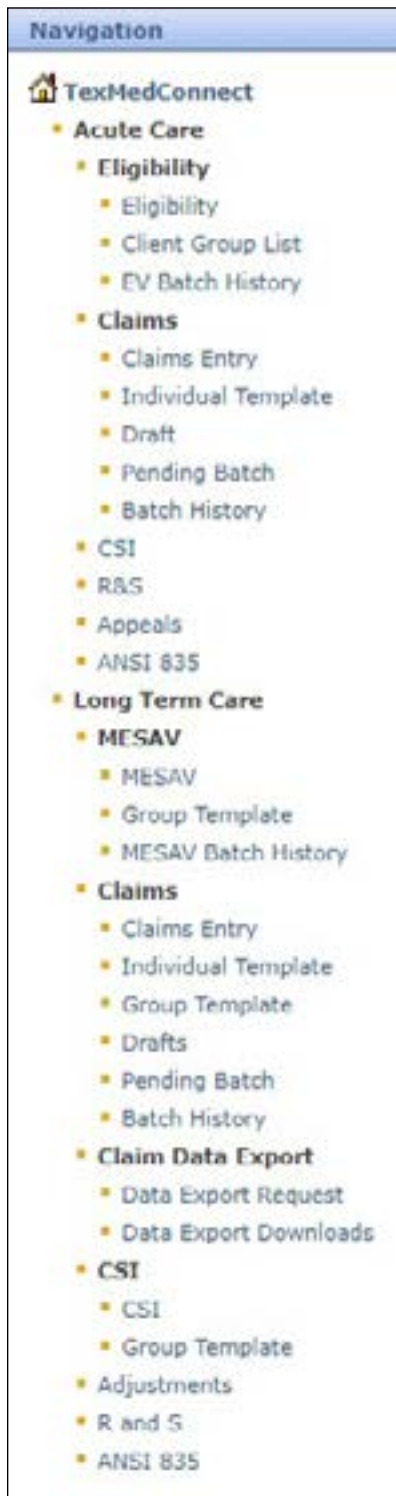 Navigation
TexMedConnect
Acute Care
Eligibility
Eligibility
Client Group List
EV Batch History
Claims
Claims Entry
Individual Template
Draft
Pending Batch
Batch History
CSI
R&S
Appeals
ANSI 835
Long Term Care
MESAV
MESAV
Group Template
MESAV Batch History
Claims
Claims Entry
Individual Template
Group Template
Drafts
Pending Batch
Batch History
Claim Data Export
Data Export Request
Data Export Downloads
CSI
CSI
Group Template
Adjustments
R and S
ANSI 835